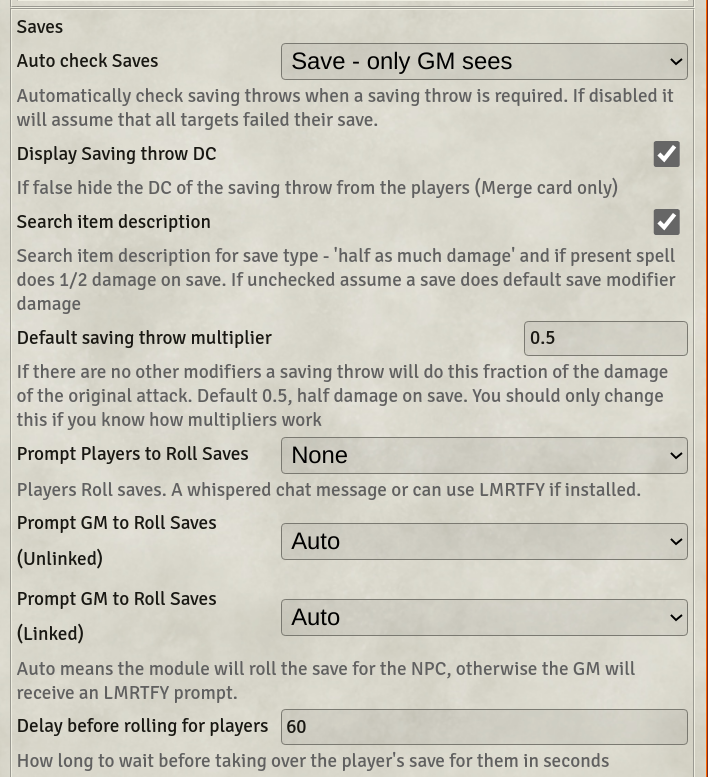 Saves
Auto check Saves
Save - only GM sees
Automatically check saving throws when a saving throw is required. If disabled it
will assume that all targets failed their save.
Display Saving throw DC
If false hide the DC of the saving throw from the players (Merge card only)
Search item description
Search item description for save type - 'half as much damage' and if present spell
does 1/2 damage on save. If unchecked assume a save does default save modifier
damage
Default saving throw multiplier
0.5
If there are no other modifiers a saving throw will do this fraction of the damage
of the original attack. Default 0.5, half damage on save. You should only change
this if you know how multipliers work
Prompt Players to Roll Saves
None
Players Roll saves. A whispered chat message or can use LMRTFY if installed.
Prompt GM to Roll Saves
(Unlinked)
Auto
Prompt GM to Roll Saves
(Linked)
Auto
Auto means the module will roll the save for the NPC, otherwise the GM will
receive an LMRTFY prompt.
Delay before rolling for players
60
How long to wait before taking over the player's save for them in seconds